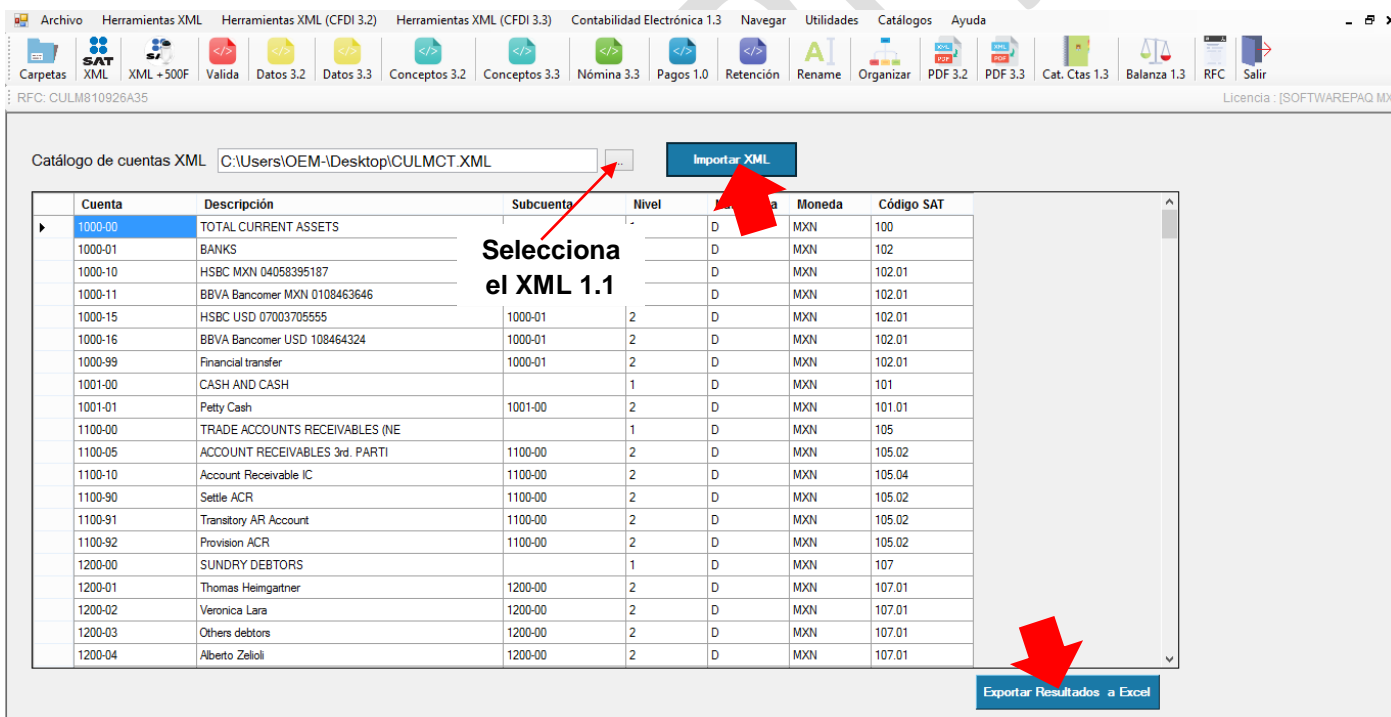 Archivo Herramientas XML Herramientas XML (CFDI 3.2) Herramientas XML (CFDI 3.3) Contabilidad Electrónica 1.3 Navegar Utilidades Catálogos Ayuda
Carpetas XML XML +500F Valida Datos 3.2 Datos 3.3 Conceptos 3.2 Conceptos 3.3 Nómina 3.3 Pagos 1.0 Retención Rename Organizar PDF 3.2 PDF 3.3 Cat. Ctas 1.3 Balanza 1.3 RFC Salir
RFC: CULM810926A35 Licencia : [SOFTWAREPAQ MX
Catálogo de cuentas XML C:\Users\OEM-\Desktop\CULMCT.XML ... Importar XML
Cuenta Descripción Subcuenta Nivel Moneda Código SAT
1000-00 TOTAL CURRENT ASSETS D MXN 100
1000-01 BANKS D MXN 102
1000-10 HSBC MXN 04058395187 D MXN 102.01
1000-11 BBVA Bancomer MXN 0108463646 D MXN 102.01
Selecciona
el XML 1.1
1000-15 HSBC USD 07003705555 1000-01 2 D MXN 102.01
1000-16 BBVA Bancomer USD 108464324 1000-01 2 D MXN 102.01
1000-99 Financial transfer 1000-01 2 D MXN 102.01
1001-00 CASH AND CASH 1 D MXN 101
1001-01 Petty Cash 1001-00 2 D MXN 101.01
1100-00 TRADE ACCOUNTS RECEIVABLES (NE 1 D MXN 105
1100-05 ACCOUNT RECEIVABLES 3rd. PARTI 1100-00 2 D MXN 105.02
1100-10 Account Receivable IC 1100-00 2 D MXN 105.04
1100-90 Settle ACR 1100-00 2 D MXN 105.02
1100-91 Transitory AR Account 1100-00 2 D MXN 105.02
1100-92 Provision ACR 1100-00 2 D MXN 105.02
1200-00 SUNDRY DEBTORS 1 D MXN 107
1200-01 Thomas Heimgartner 1200-00 2 D MXN 107.01
1200-02 Veronica Lara 1200-00 2 D MXN 107.01
1200-03 Others debtors 1200-00 2 D MXN 107.01
1200-04 Alberto Zelioli 1200-00 2 D MXN 107.01
Exportar Resultados a Excel